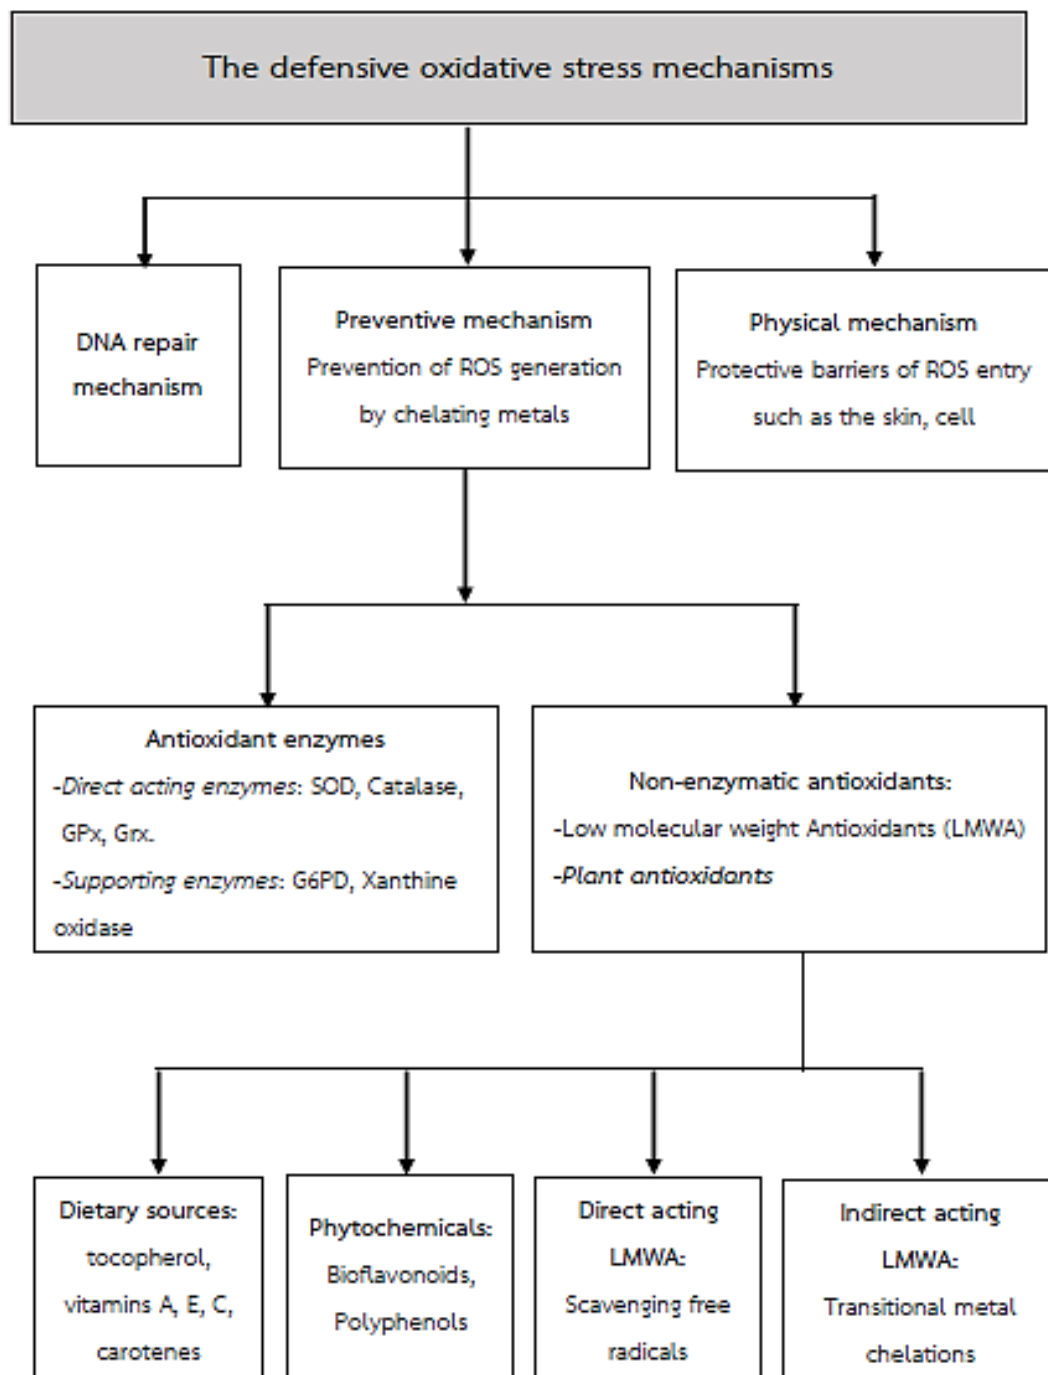 The defensive oxidative stress mechanisms
DNA repair
mechanism
Preventive mechanism
Prevention of ROS generation
by chelating metals
Physical mechanism
Protective barriers of ROS entry
such as the skin, cell
Antioxidant enzymes
-Direct acting enzymes: SOD, Catalase,
GPx, Grx.
-Supporting enzymes: G6PD, Xanthine
oxidase
Non-enzymatic antioxidants:
-Low molecular weight Antioxidants (LMWA)
-Plant antioxidants
Dietary sources:
tocopherol,
vitamins A, E, C,
carotenes
Phytochemicals:
Bioflavonoids,
Polyphenols
Direct acting
LMWA:
Scavenging free
radicals
Indirect acting
LMWA:
Transitional metal
chelations